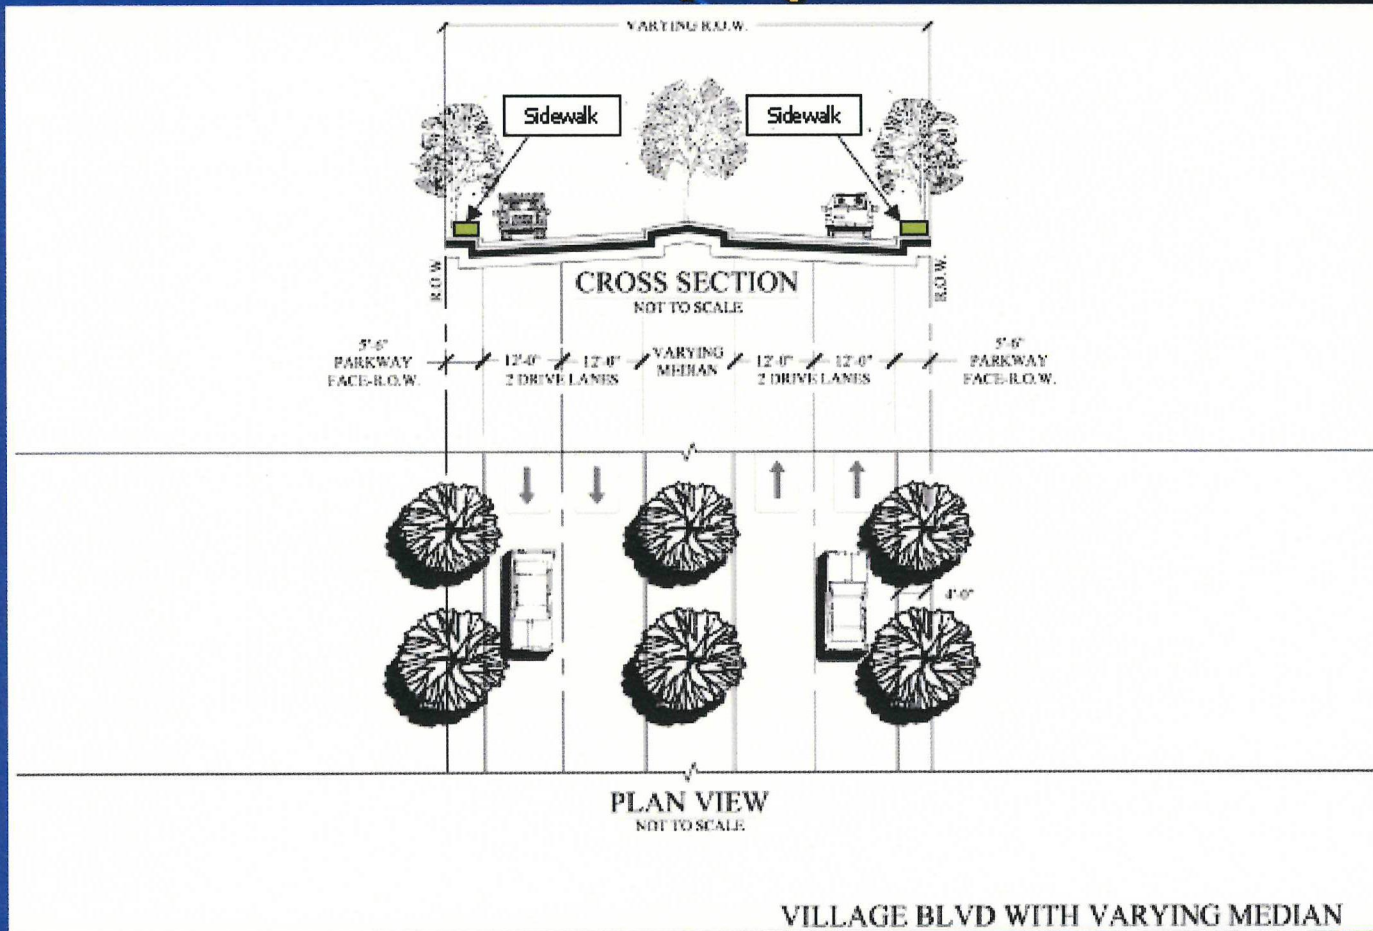 VARYING R.O.W.
Sidewalk
Sidewalk
R.O.W.
R.O.W.
CROSS SECTION
NOT TO SCALE
5'-6"
PARKWAY
FACE-R.O.W.
12'-0"
12'-0"
2 DRIVE LANES
VARYING
MEDIAN
12'-0"
12'-0"
2 DRIVE LANES
5'-6"
PARKWAY
FACE-R.O.W.
4'-0"
PLAN VIEW
NOT TO SCALE
VILLAGE BLVD WITH VARYING MEDIAN